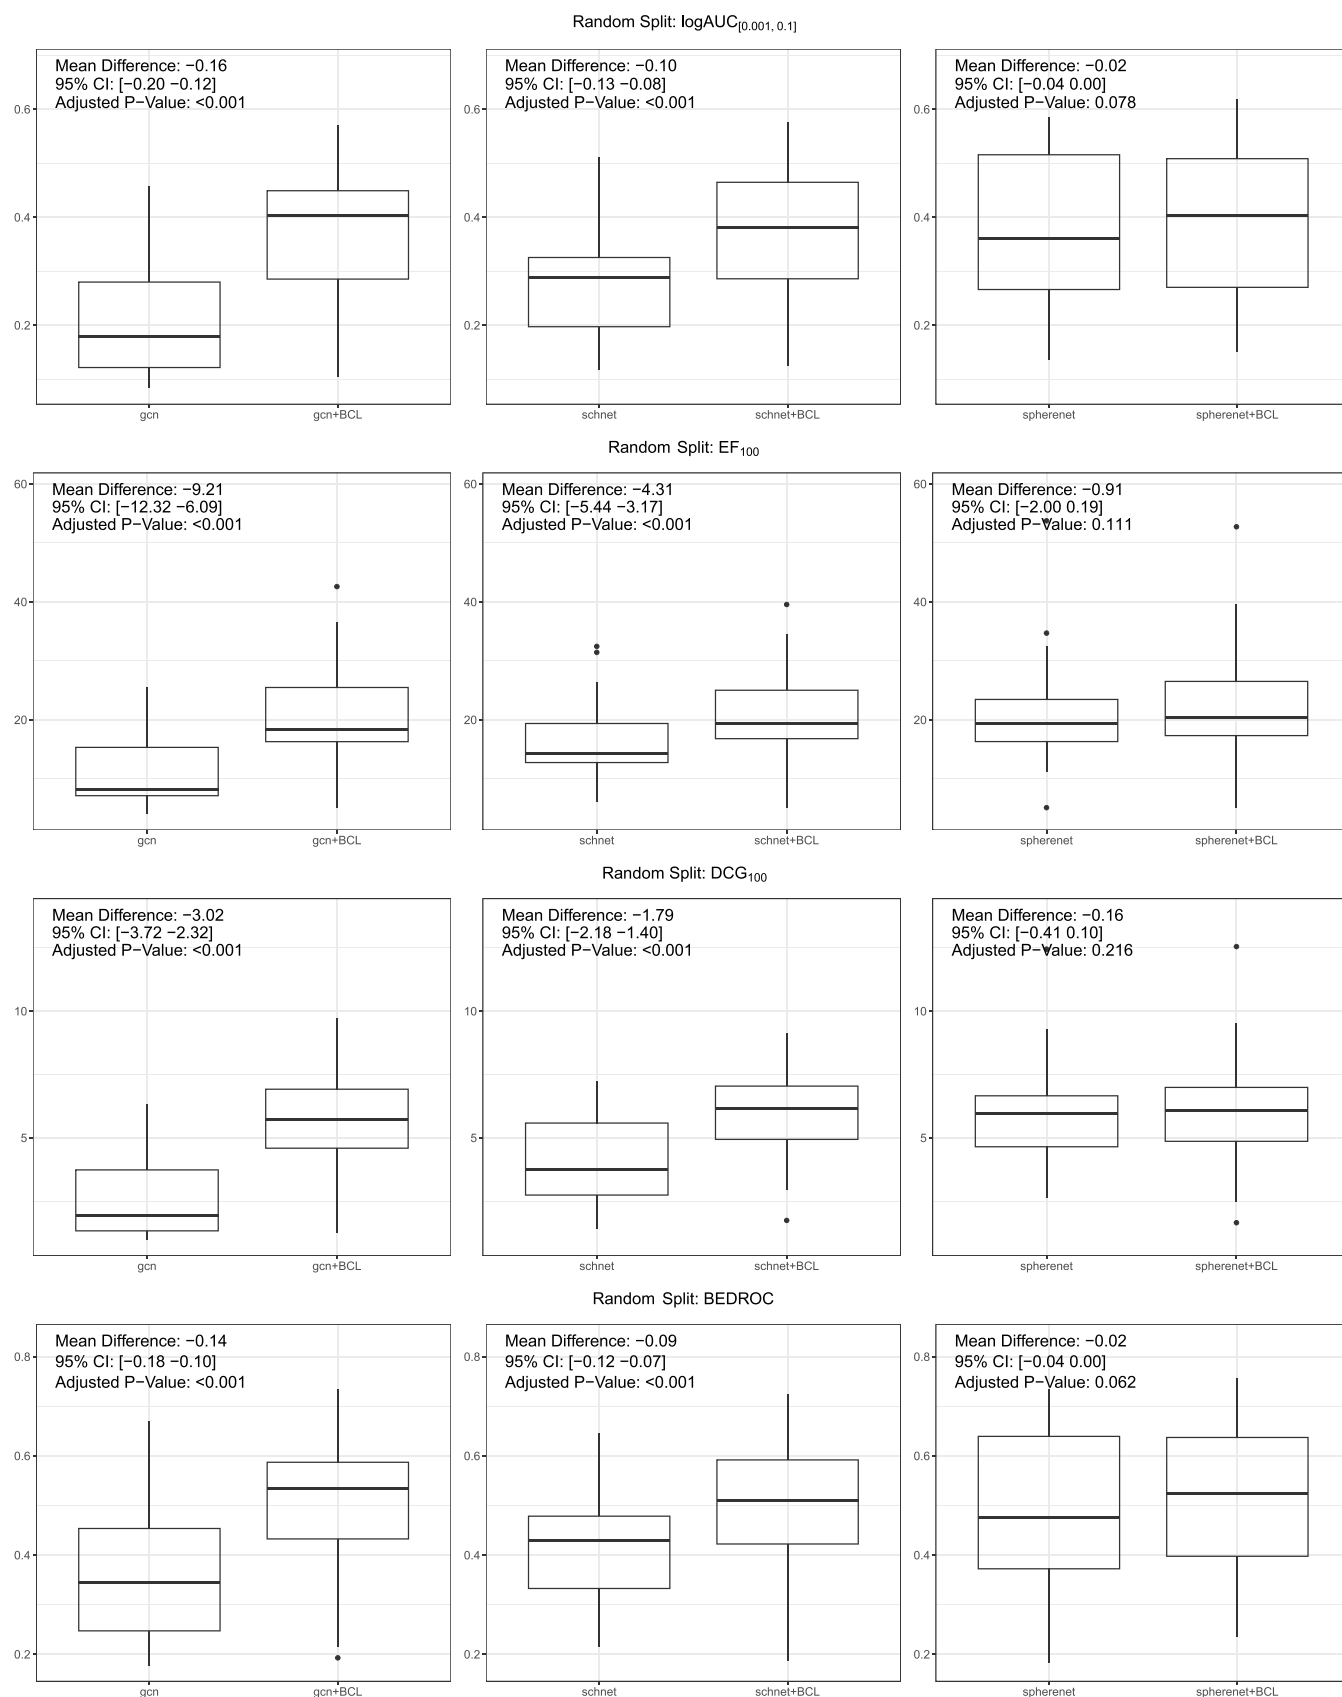 Random Split: logAUC[0.001, 0.1]
Mean Difference: −0.16
95% CI: [−0.20 −0.12]
Adjusted P−Value: <0.001
0.6
0.4
0.2
gcn
gcn+BCL
Mean Difference: −0.10
95% CI: [−0.13 −0.08]
Adjusted P−Value: <0.001
0.6
0.4
0.2
schnet
schnet+BCL
Mean Difference: −0.02
95% CI: [−0.04 0.00]
Adjusted P−Value: 0.078
0.6
0.4
0.2
spherenet
spherenet+BCL
Random Split: EF100
Mean Difference: −9.21
95% CI: [−12.32 −6.09]
Adjusted P−Value: <0.001
60
40
20
gcn
gcn+BCL
Mean Difference: −4.31
95% CI: [−5.44 −3.17]
Adjusted P−Value: <0.001
60
40
20
schnet
schnet+BCL
Mean Difference: −0.91
95% CI: [−2.00 0.19]
Adjusted P−Value: 0.111
60
40
20
spherenet
spherenet+BCL
Random Split: DCG100
Mean Difference: −3.02
95% CI: [−3.72 −2.32]
Adjusted P−Value: <0.001
10
5
gcn
gcn+BCL
Mean Difference: −1.79
95% CI: [−2.18 −1.40]
Adjusted P−Value: <0.001
10
5
schnet
schnet+BCL
Mean Difference: −0.16
95% CI: [−0.41 0.10]
Adjusted P−Value: 0.216
10
5
spherenet
spherenet+BCL
Random Split: BEDROC
Mean Difference: −0.14
95% CI: [−0.18 −0.10]
Adjusted P−Value: <0.001
0.8
0.6
0.4
0.2
gcn
gcn+BCL
Mean Difference: −0.09
95% CI: [−0.12 −0.07]
Adjusted P−Value: <0.001
0.8
0.6
0.4
0.2
schnet
schnet+BCL
Mean Difference: −0.02
95% CI: [−0.04 0.00]
Adjusted P−Value: 0.062
0.8
0.6
0.4
0.2
spherenet
spherenet+BCL